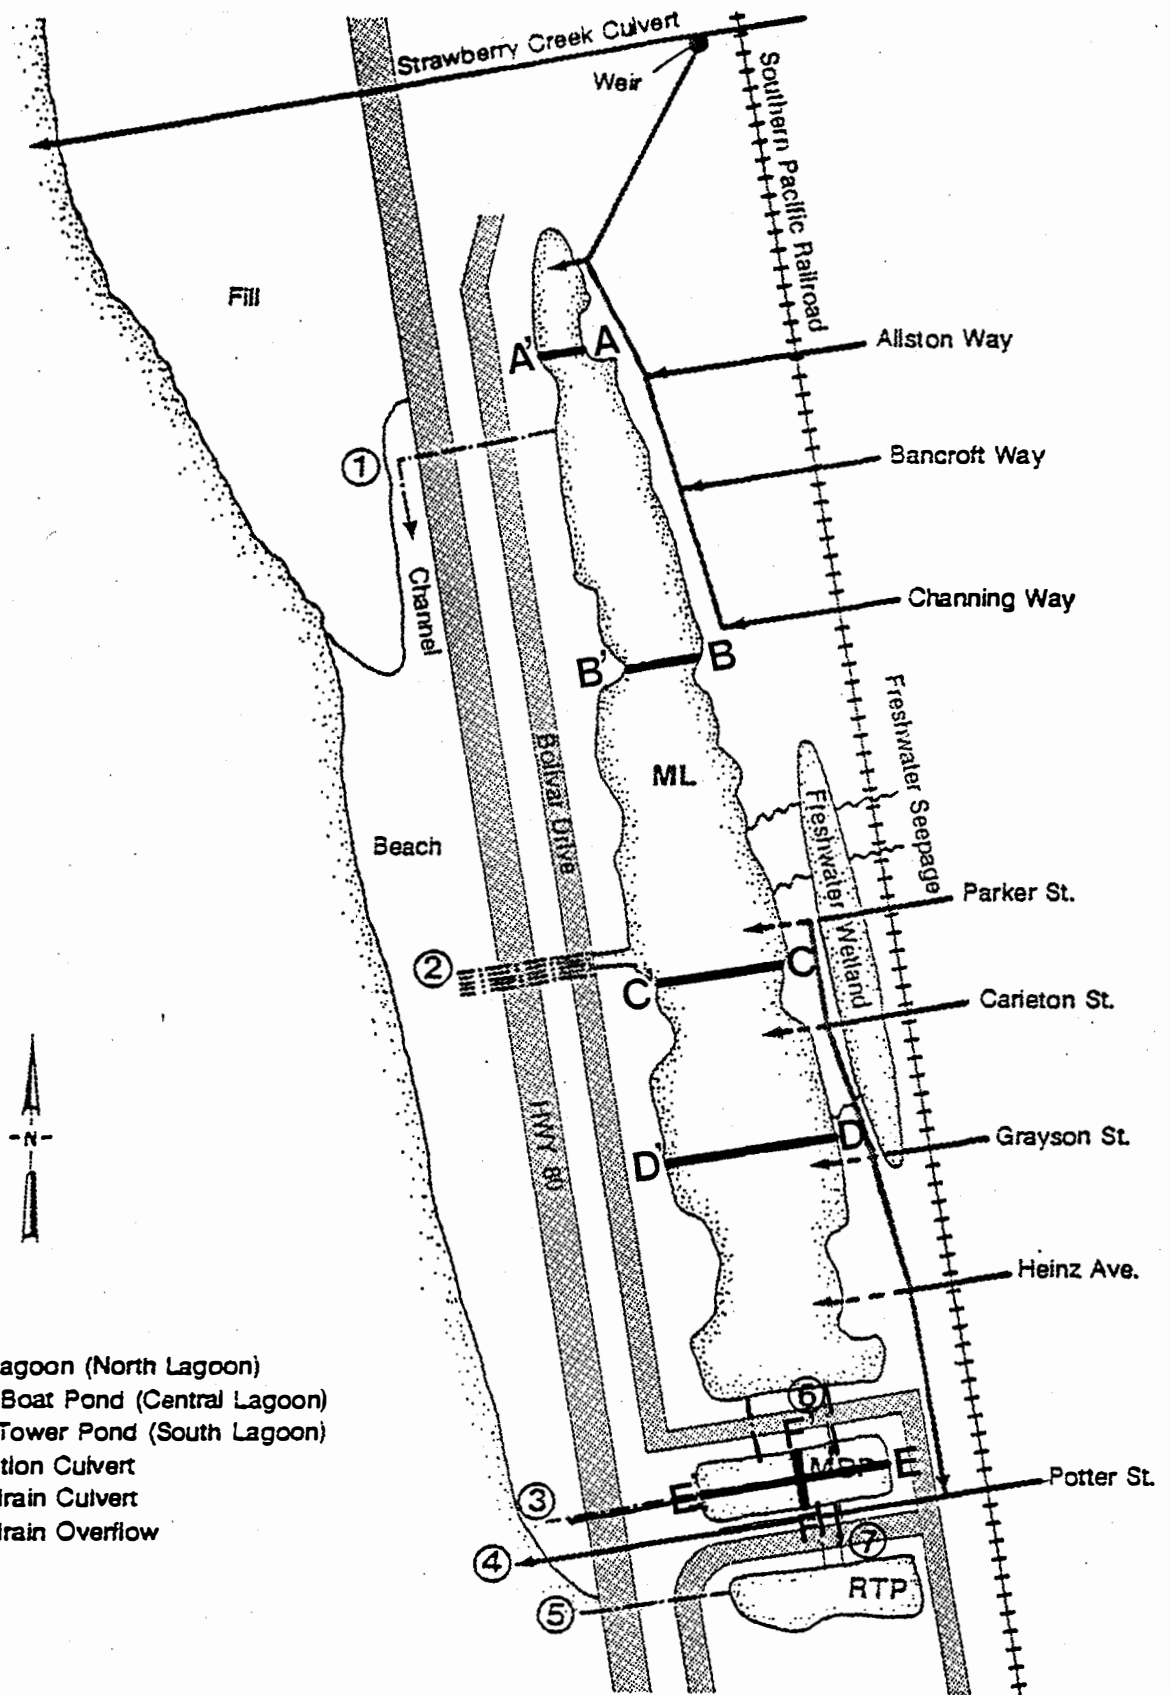 Strawberry Creek Culvert
Weir
Southern Pacific Railroad
Fill
A' A
Allston Way
Bancroft Way
①
Channel
Channing Way
B' B
Freshwater Seepage
ML
Bolivar Drive
Freshwater Wetland
Beach
Parker St.
②
C' C
Carleton St.
HWY 80
-N-
D' D
Grayson St.
Heinz Ave.
agoon (North Lagoon)
Boat Pond (Central Lagoon)
Tower Pond (South Lagoon)
tion Culvert
drain Culvert
drain Overflow
⑥
F'
MBP
E' E
Potter St.
③
F
④
⑦
RTP
⑤